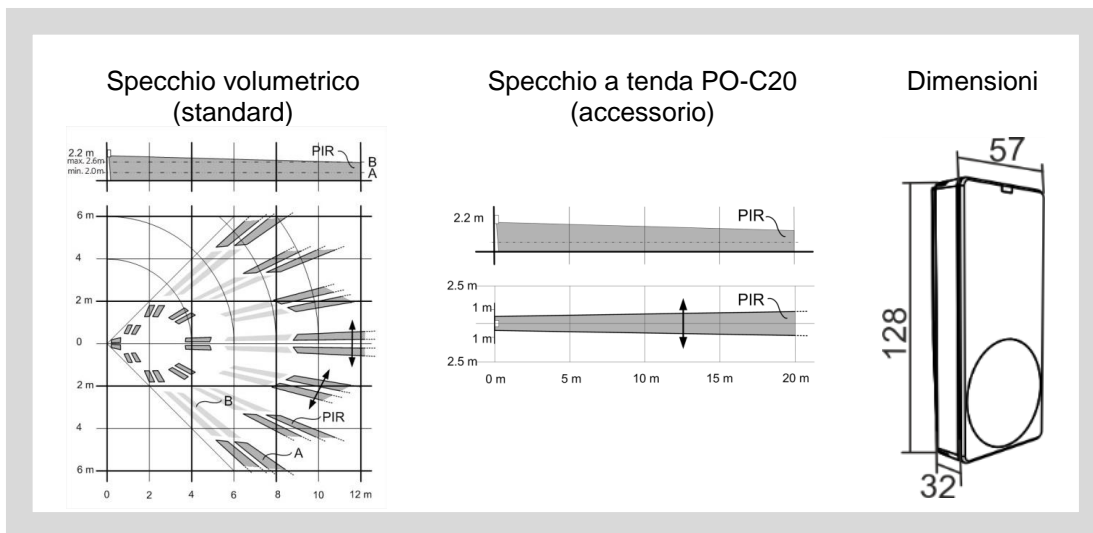 Specchio volumetrico
(standard)
2.2 m
max. 2.6m
min. 2.0m
PIR
B
A
6 m
4
2 m
0
2 m
4
6 m
B
PIR
A
0 2 4 6 8 10 12 m
Specchio a tenda PO-C20
(accessorio)
2.2 m
PIR
2.5 m
1 m
1 m
2.5 m
PIR
0 m 5 m 10 m 15 m 20 m
Dimensioni
57
128
32